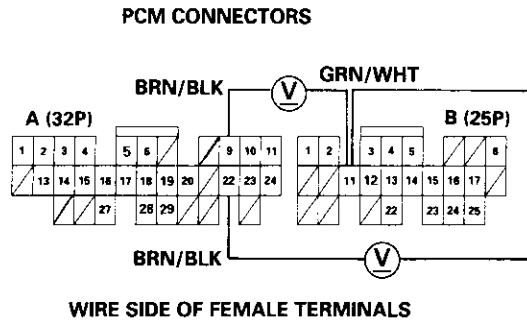 PCM CONNECTORS
BRN/BLK V GRN/WHT
A (32P) B (25P)
1 2 3 4 5 6 9 10 11 1 2 3 4 5 6
13 14 15 16 17 18 19 20 22 23 24 11 12 13 14 15 16 17
27 28 29 22 23 24 25
BRN/BLK V
WIRE SIDE OF FEMALE TERMINALS